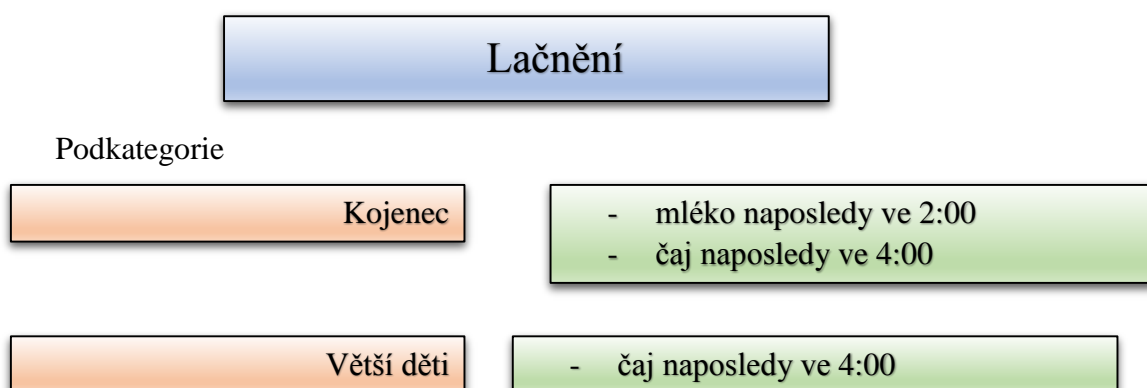 Lačnění
Podkategorie
Kojenec
- mléko naposledy ve 2:00
- čaj naposledy ve 4:00
Větší děti
- čaj naposledy ve 4:00